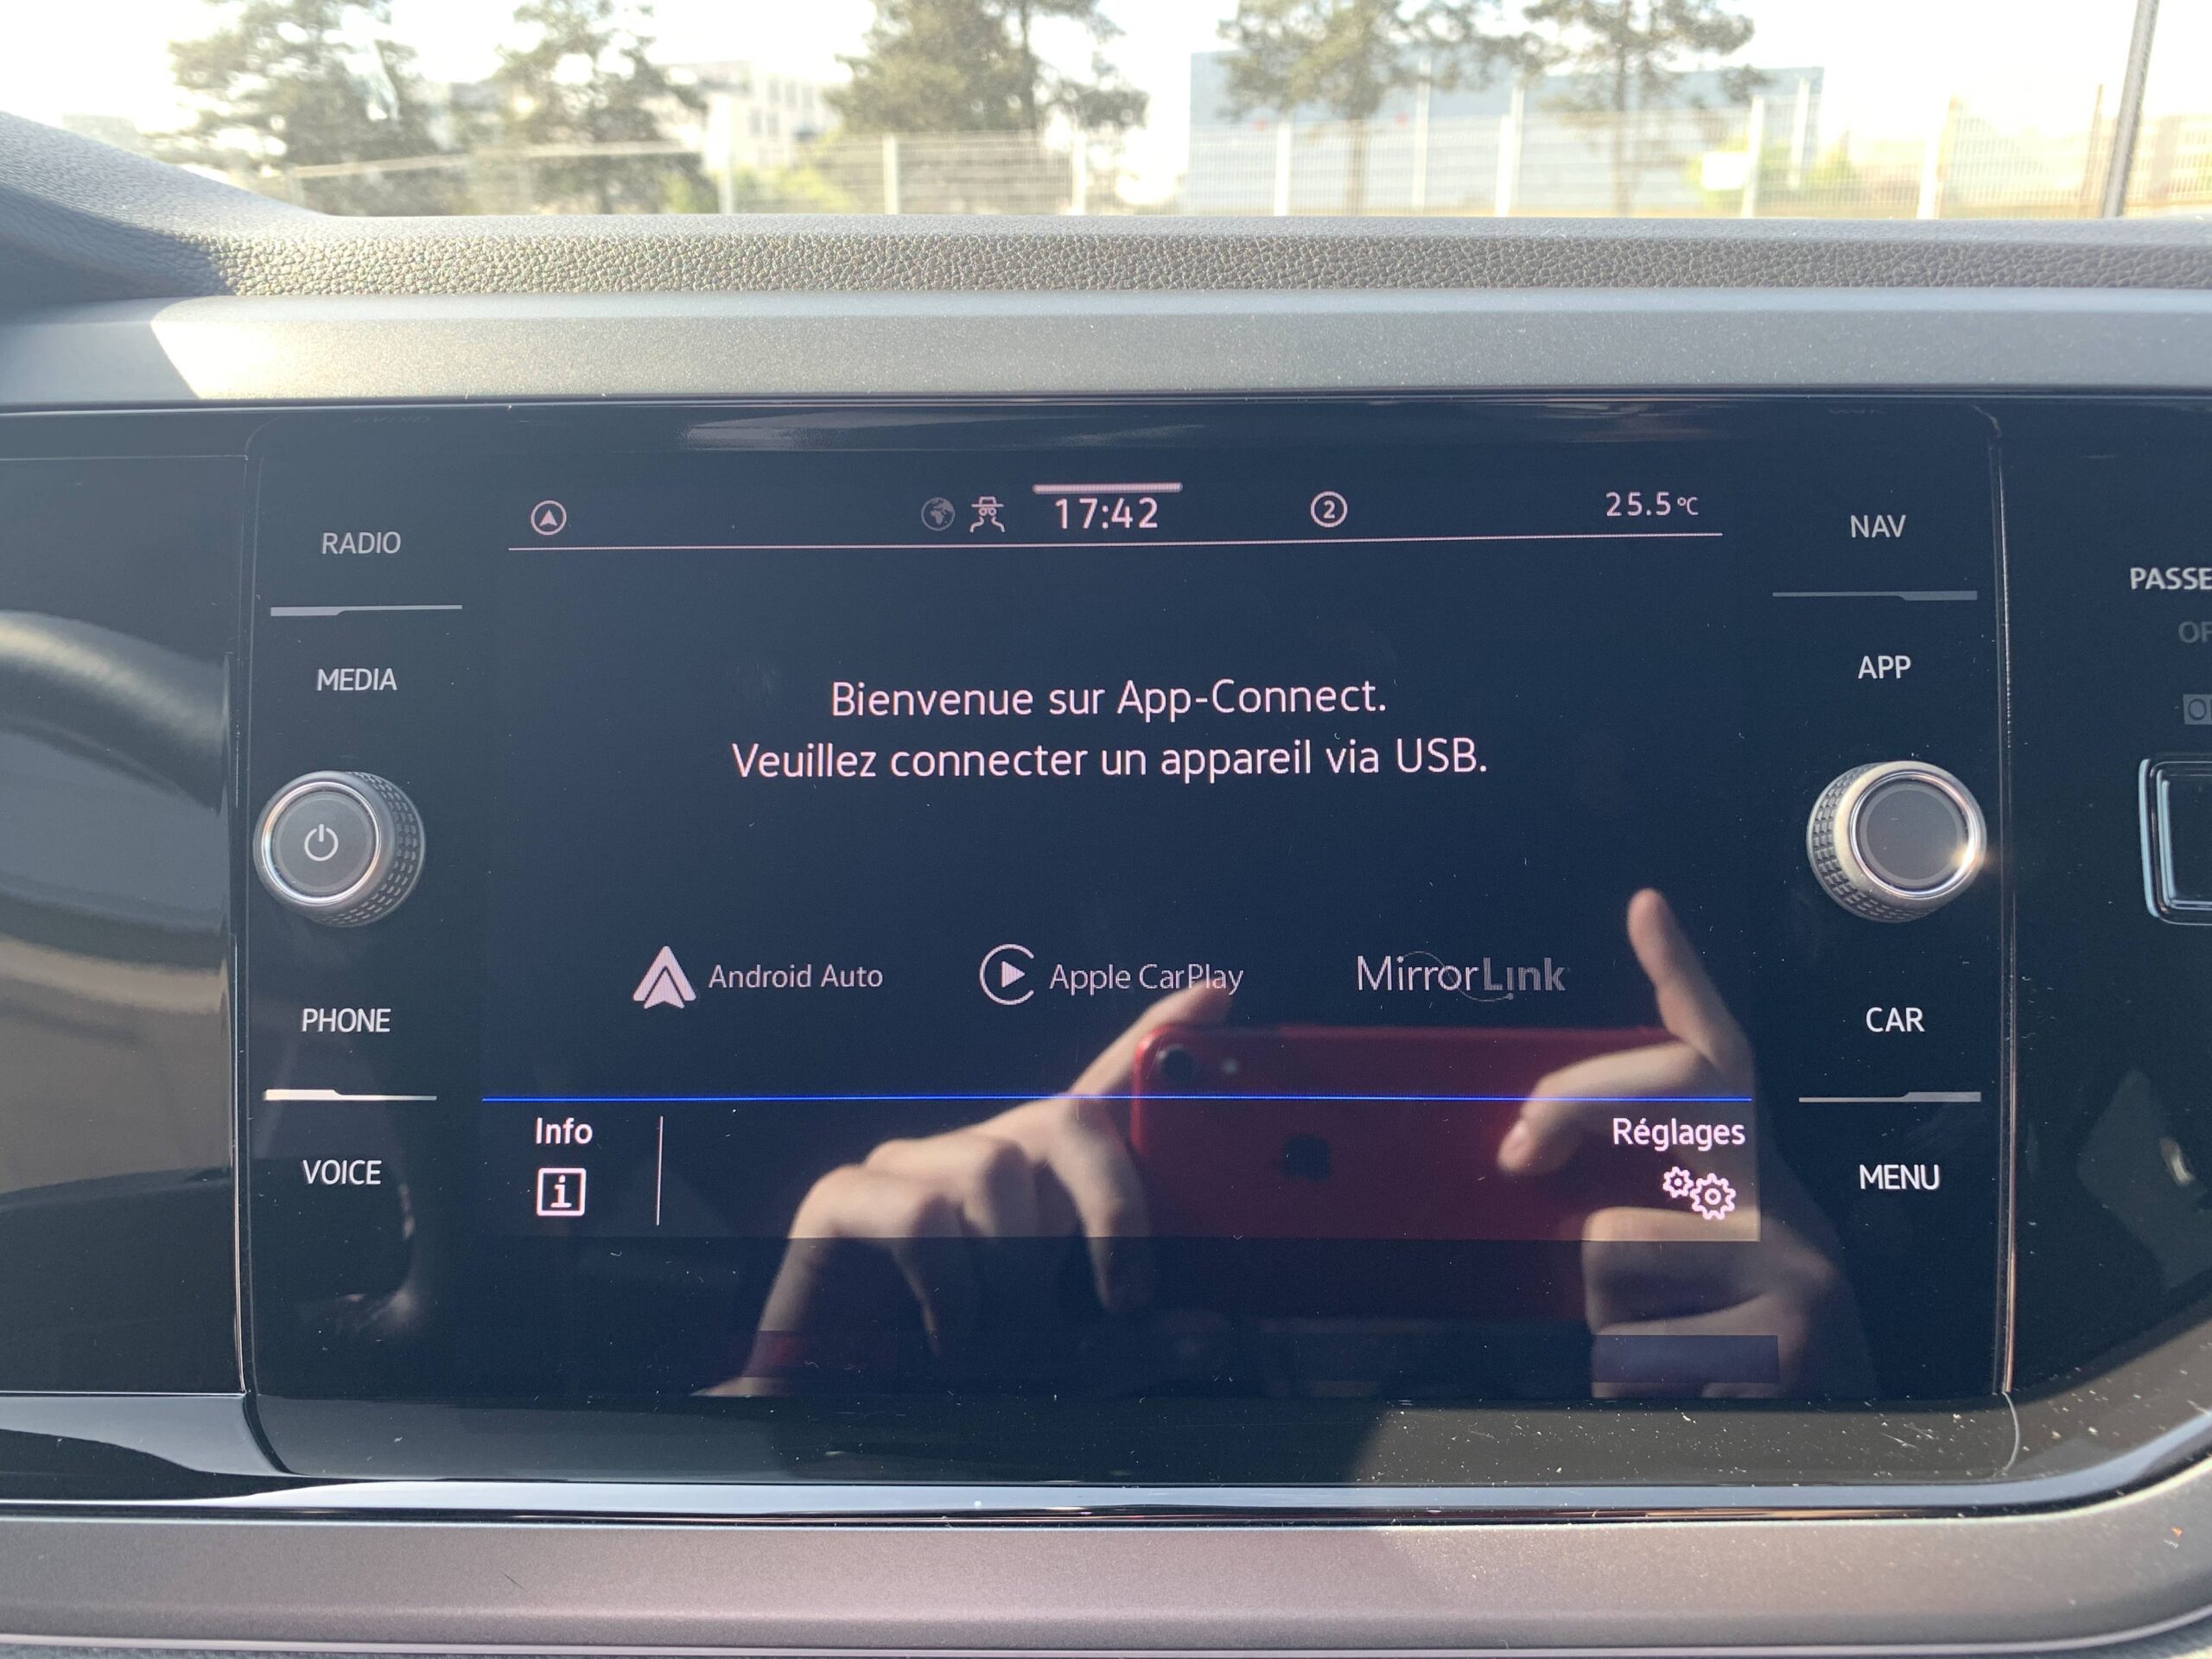 17:42
2
25.5°C
RADIO
NAV
MEDIA
APP
Bienvenue sur App-Connect.
Veuillez connecter un appareil via USB.
Android Auto
Apple CarPlay
MirrorLink
PHONE
CAR
Info
Réglages
VOICE
MENU